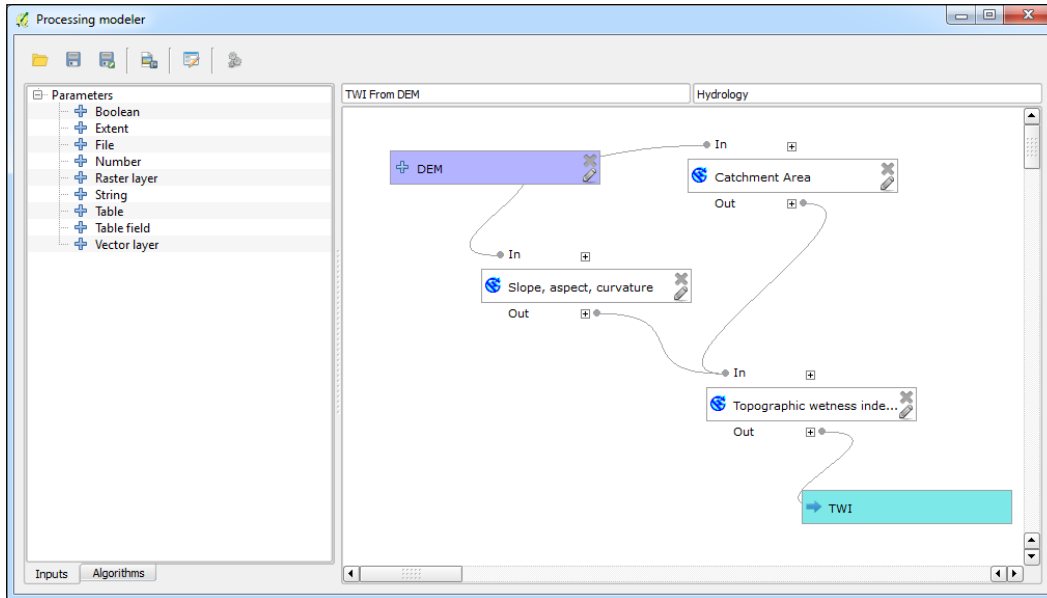 Processing modeler
Parameters
Boolean
Extent
File
Number
Raster layer
String
Table
Table field
Vector layer
Inputs
Algorithms
TWI From DEM
Hydrology
DEM
In
Catchment Area
Out
In
Slope, aspect, curvature
Out
In
Topographic wetness inde...
Out
TWI